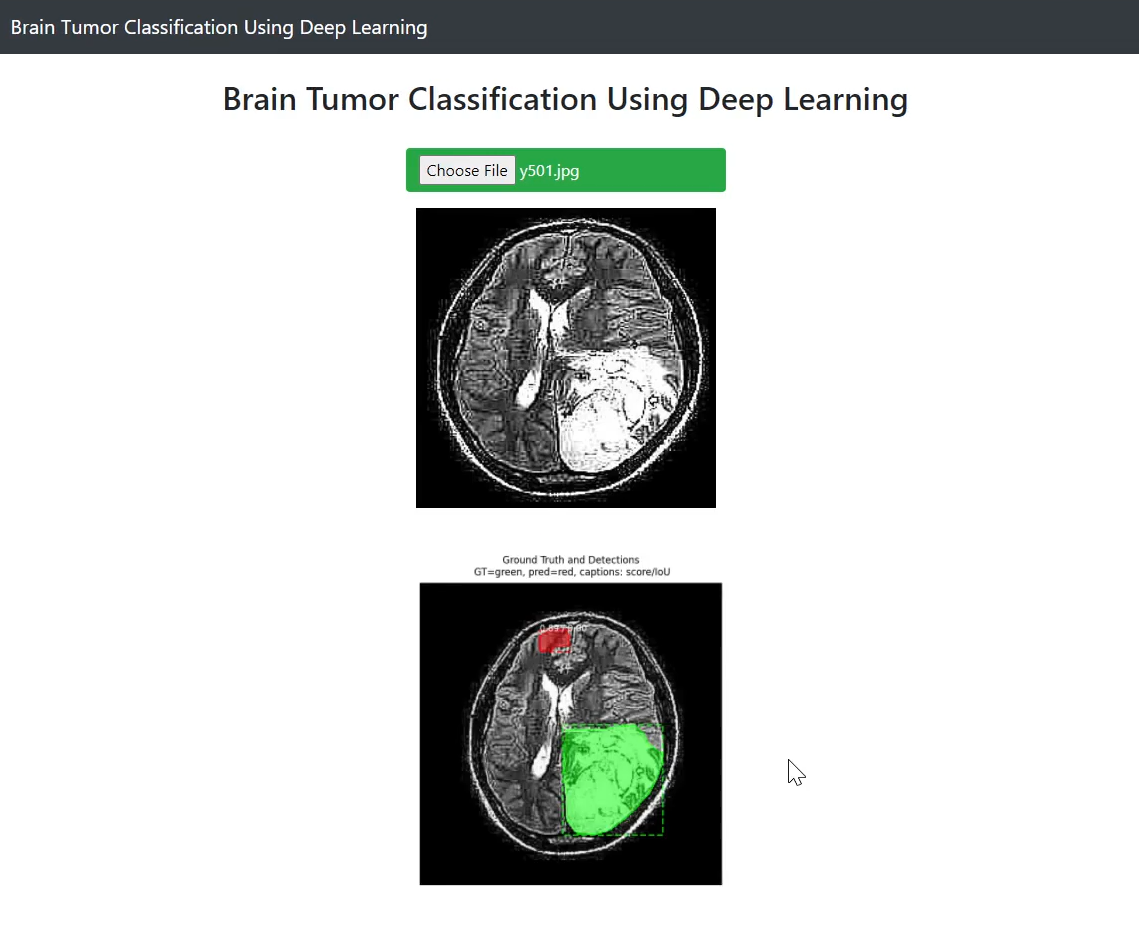 Brain Tumor Classification Using Deep Learning
Brain Tumor Classification Using Deep Learning
Choose File y501.jpg
Ground Truth and Detections
GT=green, pred=red, captions: score/IoU